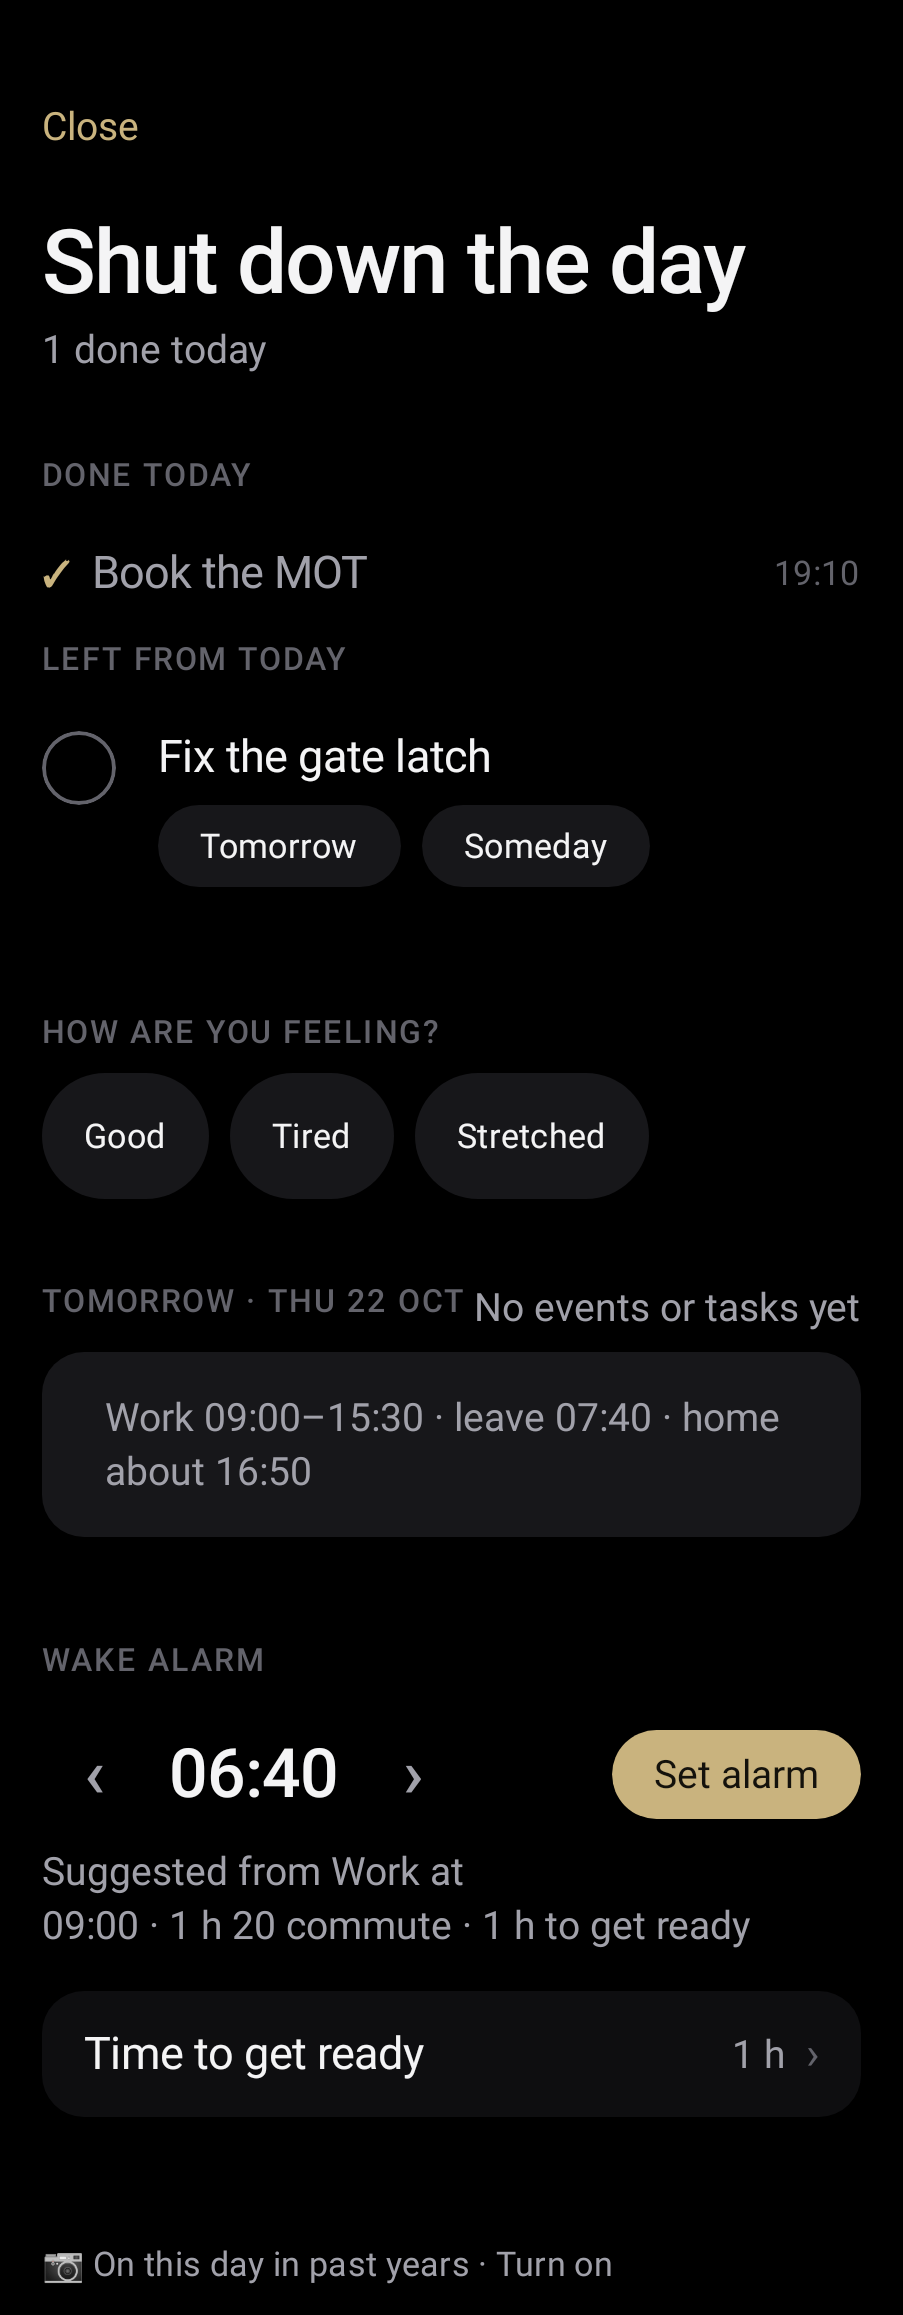 Close
Shut down the day
1 done today
DONE TODAY
✓ Book the MOT 19:10
LEFT FROM TODAY
Fix the gate latch
Tomorrow Someday
HOW ARE YOU FEELING?
Good Tired Stretched
TOMORROW · THU 22 OCT No events or tasks yet
Work 09:00–15:30 · leave 07:40 · home
about 16:50
WAKE ALARM
‹ 06:40 › Set alarm
Suggested from Work at
09:00 · 1 h 20 commute · 1 h to get ready
Time to get ready 1 h ›
📷 On this day in past years · Turn on